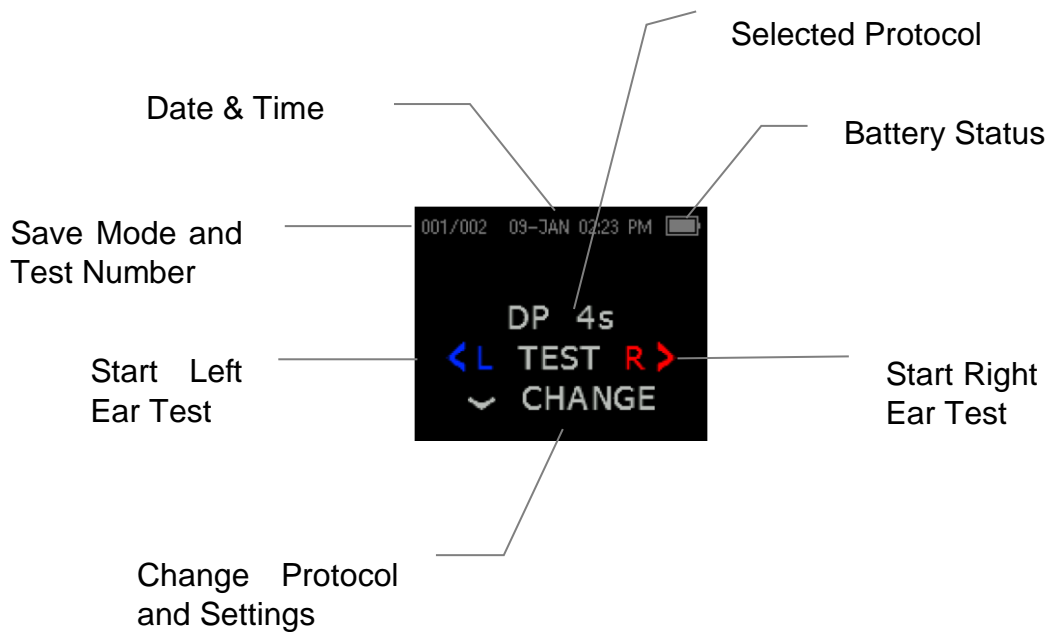 Selected Protocol
Date & Time
Battery Status
Save Mode and
Test Number
001/002 09-JAN 02:23 PM
DP 4s
< L TEST R >
CHANGE
Start Left
Ear Test
Start Right
Ear Test
Change Protocol
and Settings